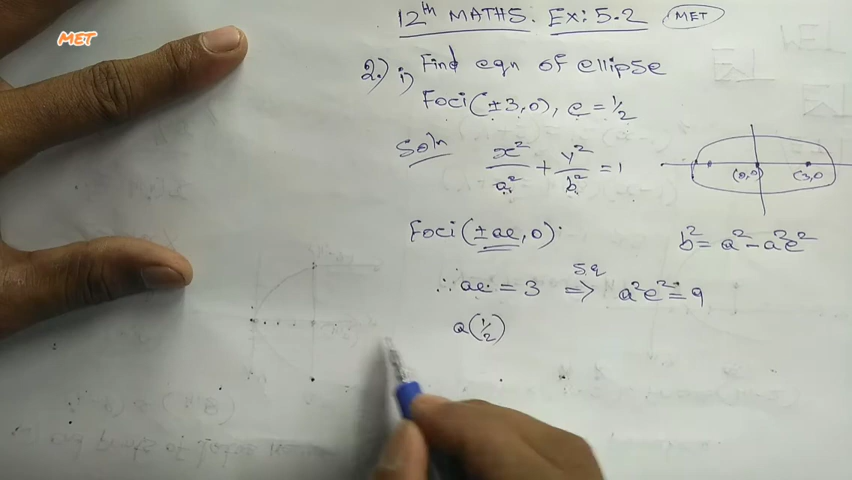 MET
12th MATHS. Ex: 5.2 MET
2.) i) Find eqn of ellipse
Foci (±3,0), e = 1/2
Soln x²/a² + y²/b² = 1
(0,0) (3,0
Foci (±ae,0). b² = a² - a²e²
∴ ae = 3 sq ⇒ a²e² = 9
a(1/2)